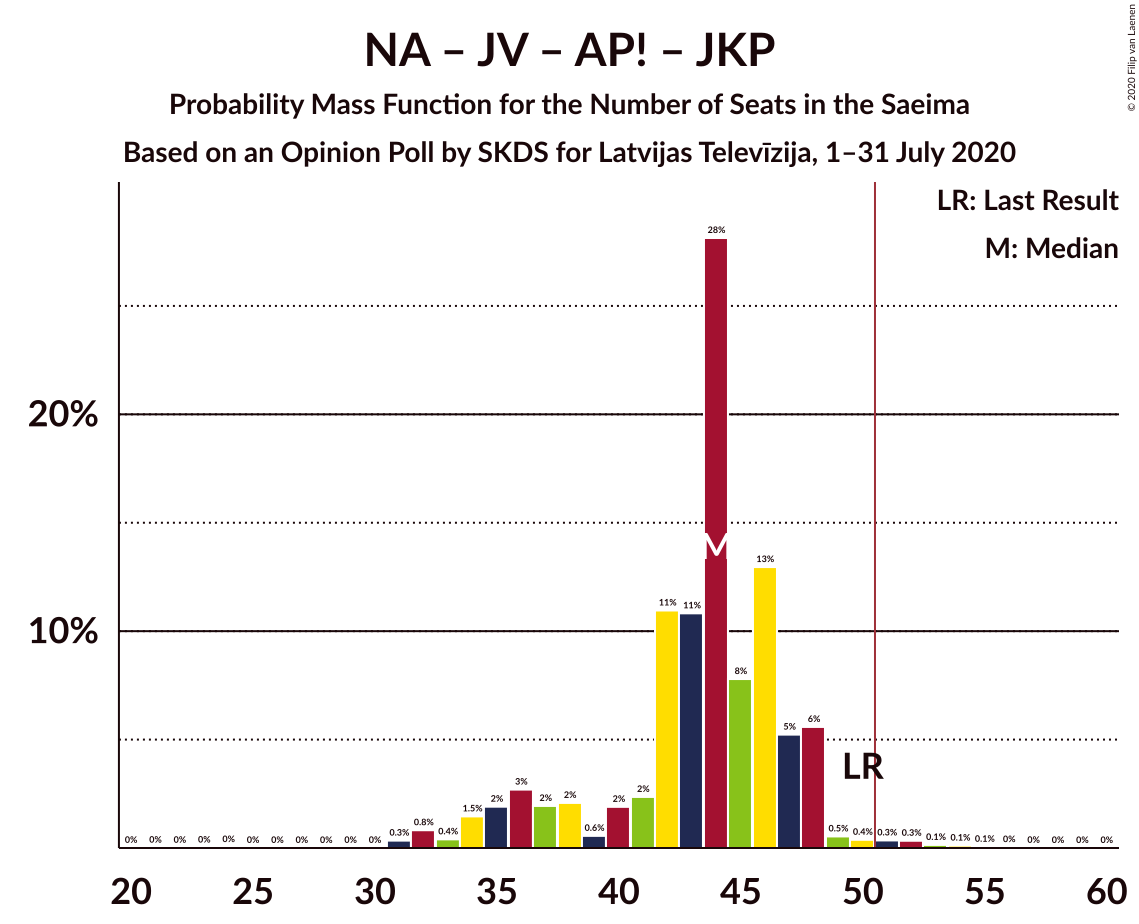 NA – JV – AP! – JKP
Probability Mass Function for the Number of Seats in the Saeima
Based on an Opinion Poll by SKDS for Latvijas Televīzija, 1–31 July 2020
© 2020 Filip van Laenen
LR: Last Result
M: Median
20%
10%
0% 0% 0% 0% 0% 0% 0% 0% 0% 0% 0% 0.3% 0.8% 0.4% 1.5% 2% 3% 2% 2% 0.6% 2% 2% 11% 11% 28% 8% 13% 5% 6% 0.5% 0.4% 0.3% 0.3% 0.1% 0.1% 0.1% 0% 0% 0% 0% 0%
M
LR
20 25 30 35 40 45 50 55 60